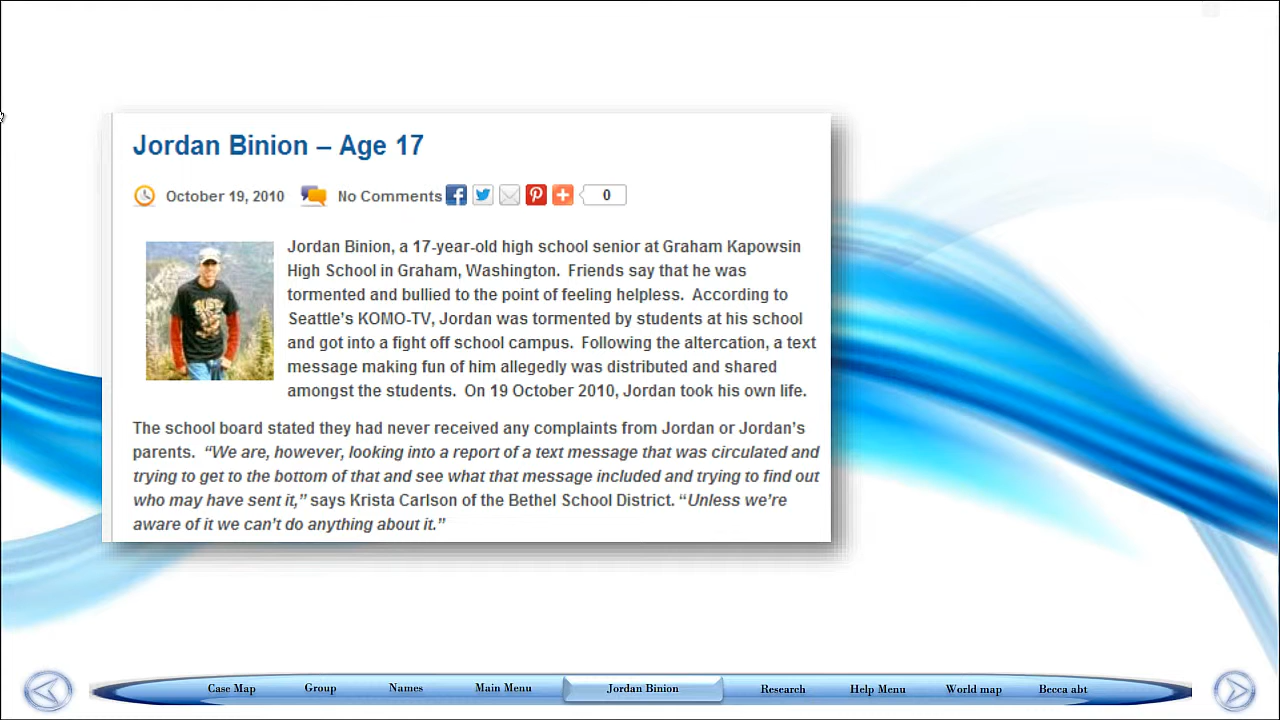 Jordan Binion – Age 17
October 19, 2010 No Comments 0
Jordan Binion, a 17-year-old high school senior at Graham Kapowsin
High School in Graham, Washington. Friends say that he was
tormented and bullied to the point of feeling helpless. According to
Seattle's KOMO-TV, Jordan was tormented by students at his school
and got into a fight off school campus. Following the altercation, a text
message making fun of him allegedly was distributed and shared
amongst the students. On 19 October 2010, Jordan took his own life.
The school board stated they had never received any complaints from Jordan or Jordan's
parents. “We are, however, looking into a report of a text message that was circulated and
trying to get to the bottom of that and see what that message included and trying to find out
who may have sent it,” says Krista Carlson of the Bethel School District. “Unless we're
aware of it we can't do anything about it.”
Case Map Group Names Main Menu Jordan Binion Research Help Menu World map Becca abt